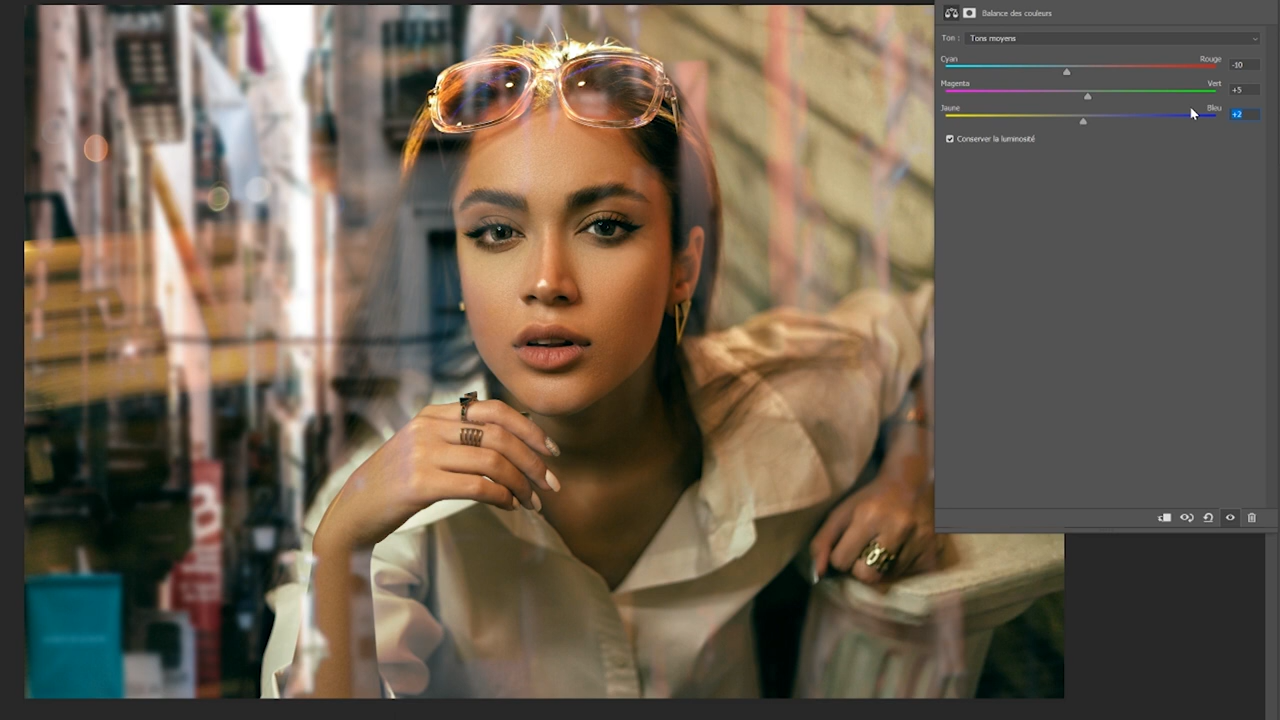 Balance des couleurs
Ton : Tons moyens
Cyan Rouge -10
Magenta Vert +5
Jaune Bleu +2
Conserver la luminosité